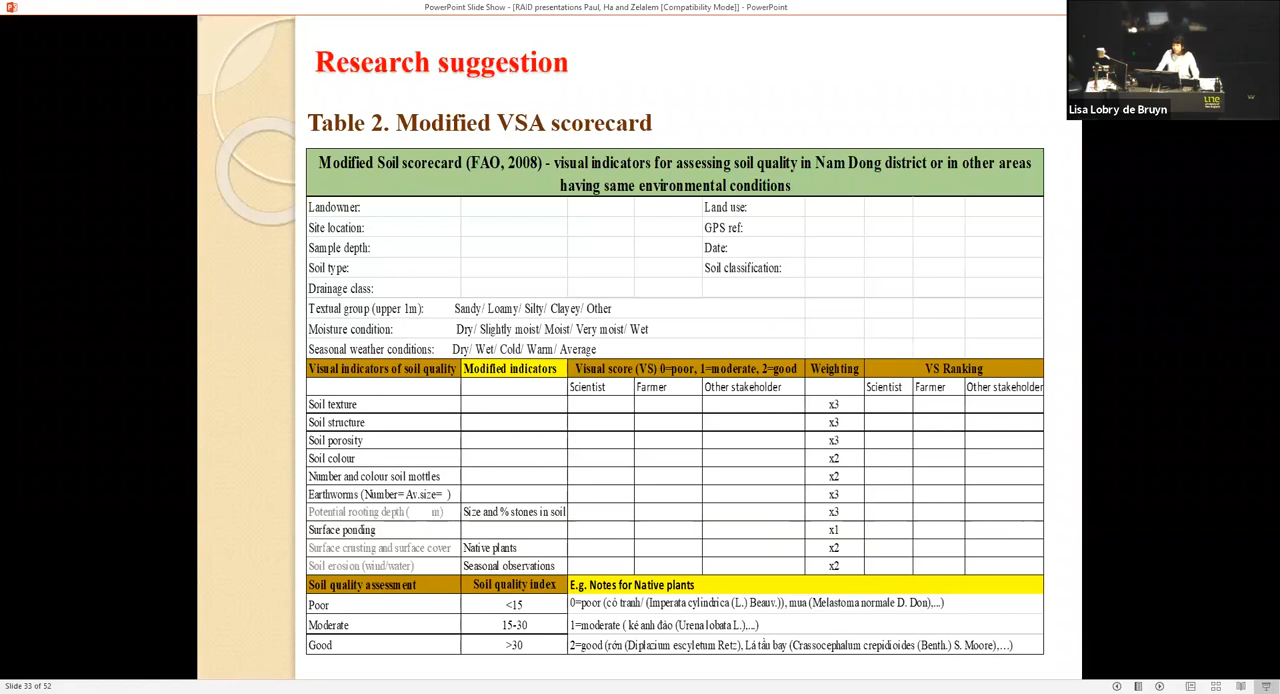 PowerPoint Slide Show - [RAID presentations Paul, Ha and Zelalem [Compatibility Mode]] - PowerPoint
Research suggestion
Table 2. Modified VSA scorecard
Modified Soil scorecard (FAO, 2008) - visual indicators for assessing soil quality in Nam Dong district or in other areas
having same environmental conditions
Landowner: Land use:
Site location: GPS ref:
Sample depth: Date:
Soil type: Soil classification:
Drainage class:
Textual group (upper 1m): Sandy/ Loamy/ Silty/ Clayey/ Other
Moisture condition: Dry/ Slightly moist/ Moist/ Very moist/ Wet
Seasonal weather conditions: Dry/ Wet/ Cold/ Warm/ Average
Visual indicators of soil quality Modified indicators Visual score (VS) 0=poor, 1=moderate, 2=good Weighting VS Ranking
Scientist Farmer Other stakeholder Scientist Farmer Other stakeholder
Soil texture x3
Soil structure x3
Soil porosity x3
Soil colour x2
Number and colour soil mottles x2
Earthworms (Number= Av.size= ) x3
Potential rooting depth ( m) Size and % stones in soil x3
Surface ponding x1
Surface crusting and surface cover Native plants x2
Soil erosion (wind/water) Seasonal observations x2
Soil quality assessment Soil quality index E.g. Notes for Native plants
Poor <15 0=poor (cỏ tranh/ (Imperata cylindrica (L.) Beauv.)), mua (Melastoma normale D. Don),...)
Moderate 15-30 1=moderate ( ké anh đào (Urena lobata L.),...)
Good >30 2=good (rớn (Diplazium escyletum Retz), Lá tầu bay (Crassocephalum crepidioides (Benth.) S. Moore),…)
Lisa Lobry de Bruyn
une
Slide 33 of 52